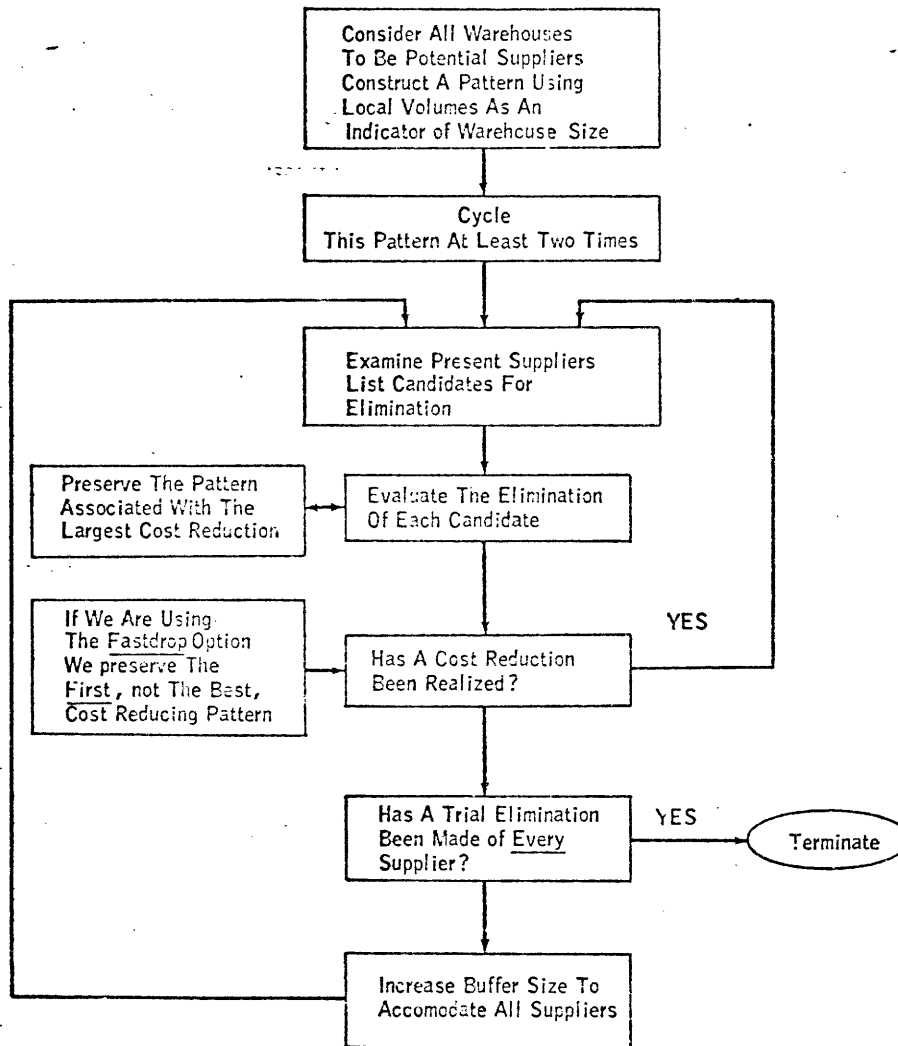 Consider All Warehouses
To Be Potential Suppliers
Construct A Pattern Using
Local Volumes As An
Indicator of Warehouse Size
Cycle
This Pattern At Least Two Times
Examine Present Suppliers
List Candidates For
Elimination
Preserve The Pattern
Associated With The
Largest Cost Reduction
Evaluate The Elimination
Of Each Candidate
If We Are Using
The Fastdrop Option
We preserve The
First, not The Best,
Cost Reducing Pattern
Has A Cost Reduction
Been Realized?
YES
Has A Trial Elimination
Been Made of Every
Supplier?
YES
Terminate
Increase Buffer Size To
Accomodate All Suppliers